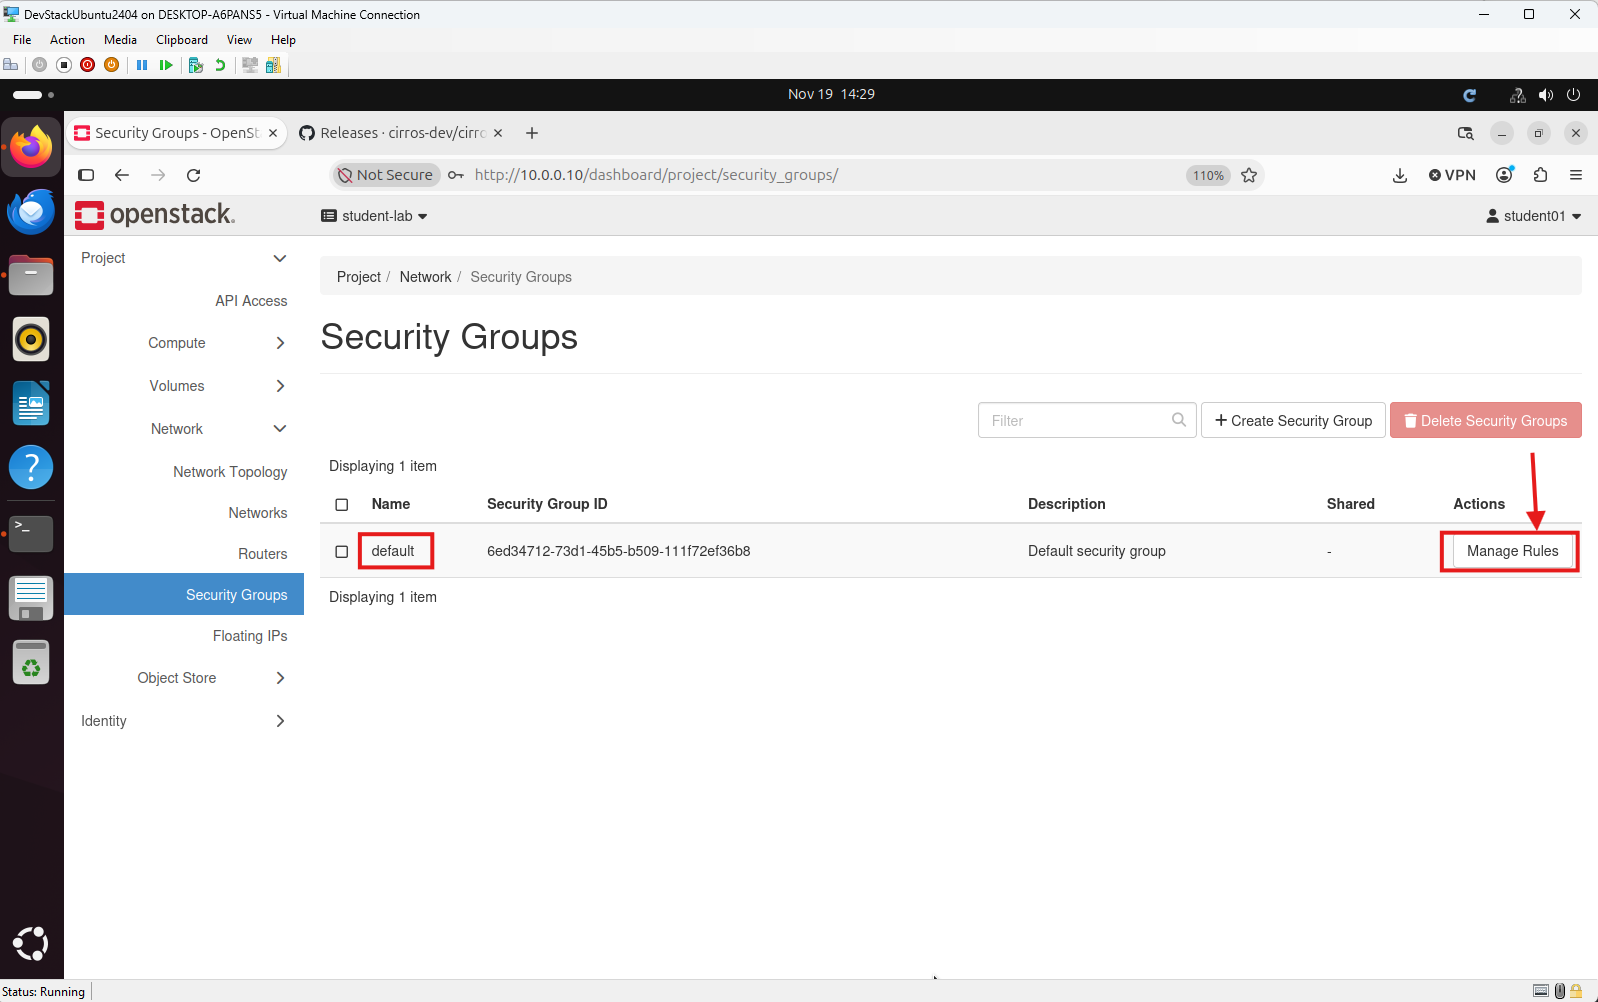 DevStackUbuntu2404 on DESKTOP-A6PANS5 - Virtual Machine Connection
File Action Media Clipboard View Help
Nov 19 14:29
Security Groups - OpenSt
Releases · cirros-dev/cirro
Not Secure
http://10.0.0.10/dashboard/project/security_groups/
110%
VPN
openstack.
student-lab
student01
Project
API Access
Compute
Volumes
Network
Network Topology
Networks
Routers
Security Groups
Floating IPs
Object Store
Identity
Project / Network / Security Groups
Security Groups
Filter
+ Create Security Group
Delete Security Groups
Displaying 1 item
Name Security Group ID Description Shared Actions
default 6ed34712-73d1-45b5-b509-111f72ef36b8 Default security group - Manage Rules
Displaying 1 item
Status: Running